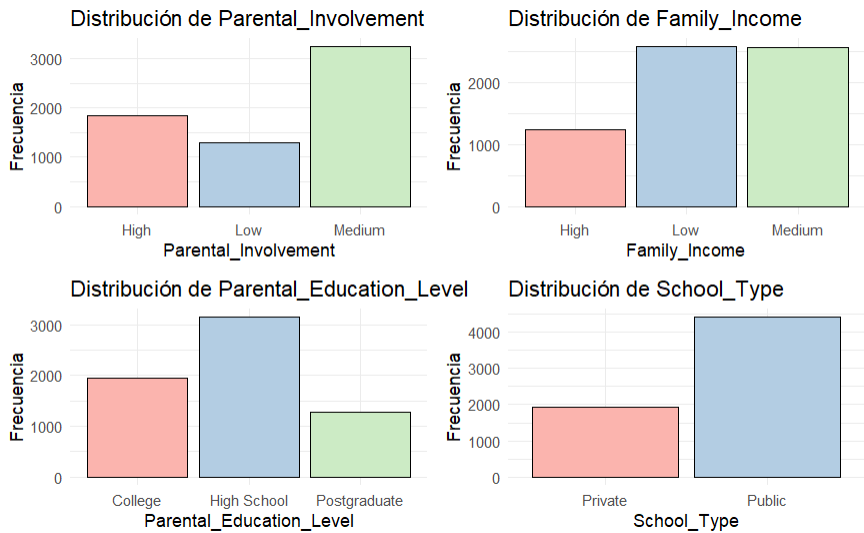 Distribución de Parental_Involvement
Frecuencia
3000
2000
1000
0
High Low Medium
Parental_Involvement
Distribución de Family_Income
Frecuencia
2000
1000
0
High Low Medium
Family_Income
Distribución de Parental_Education_Level
Frecuencia
3000
2000
1000
0
College High School Postgraduate
Parental_Education_Level
Distribución de School_Type
Frecuencia
4000
3000
2000
1000
0
Private Public
School_Type